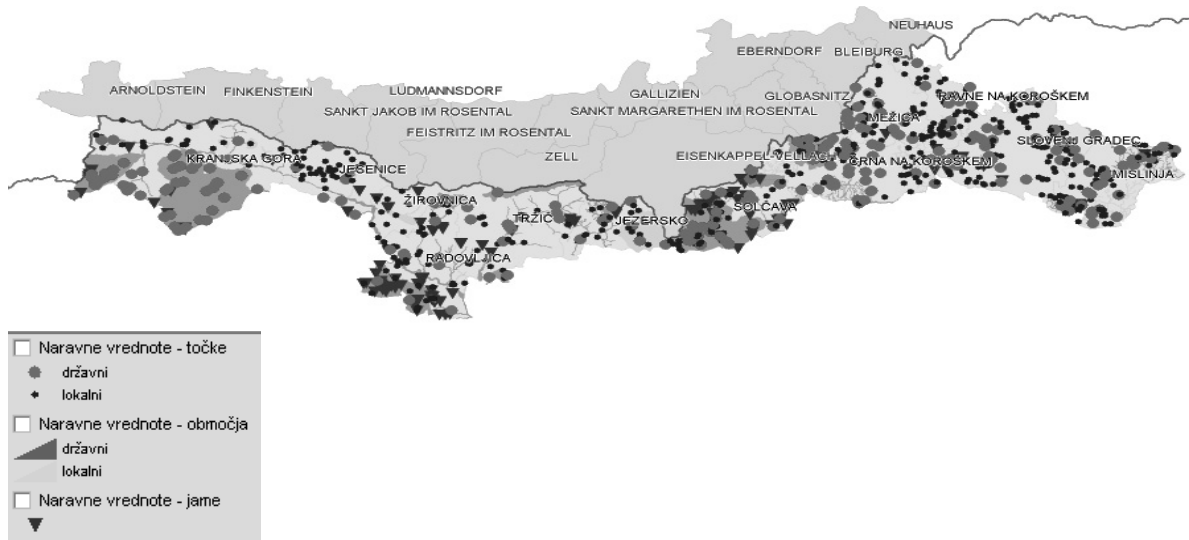 NEUHAUS
EBERNDORF BLEIBURG
ARNOLDSTEIN FINKENSTEIN LÜDMANNSDORF GALLIZIEN GLOBASNITZ RAVNE NA KOROŠKEM
SANKT JAKOB IM ROSENTAL SANKT MARGARETHEN IM ROSENTAL MEŽICA
FEISTRITZ IM ROSENTAL SLOVENJ GRADEC
KRANJSKA GORA JESENICE ZELL EISENKAPPEL-VELLACH ČRNA NA KOROŠKEM MISLINJA
ŽIROVNICA TRŽIČ JEZERSKO SOLČAVA
RADOVLJICA
Naravne vrednote - točke
državni
lokalni
Naravne vrednote - območja
državni
lokalni
Naravne vrednote - jame